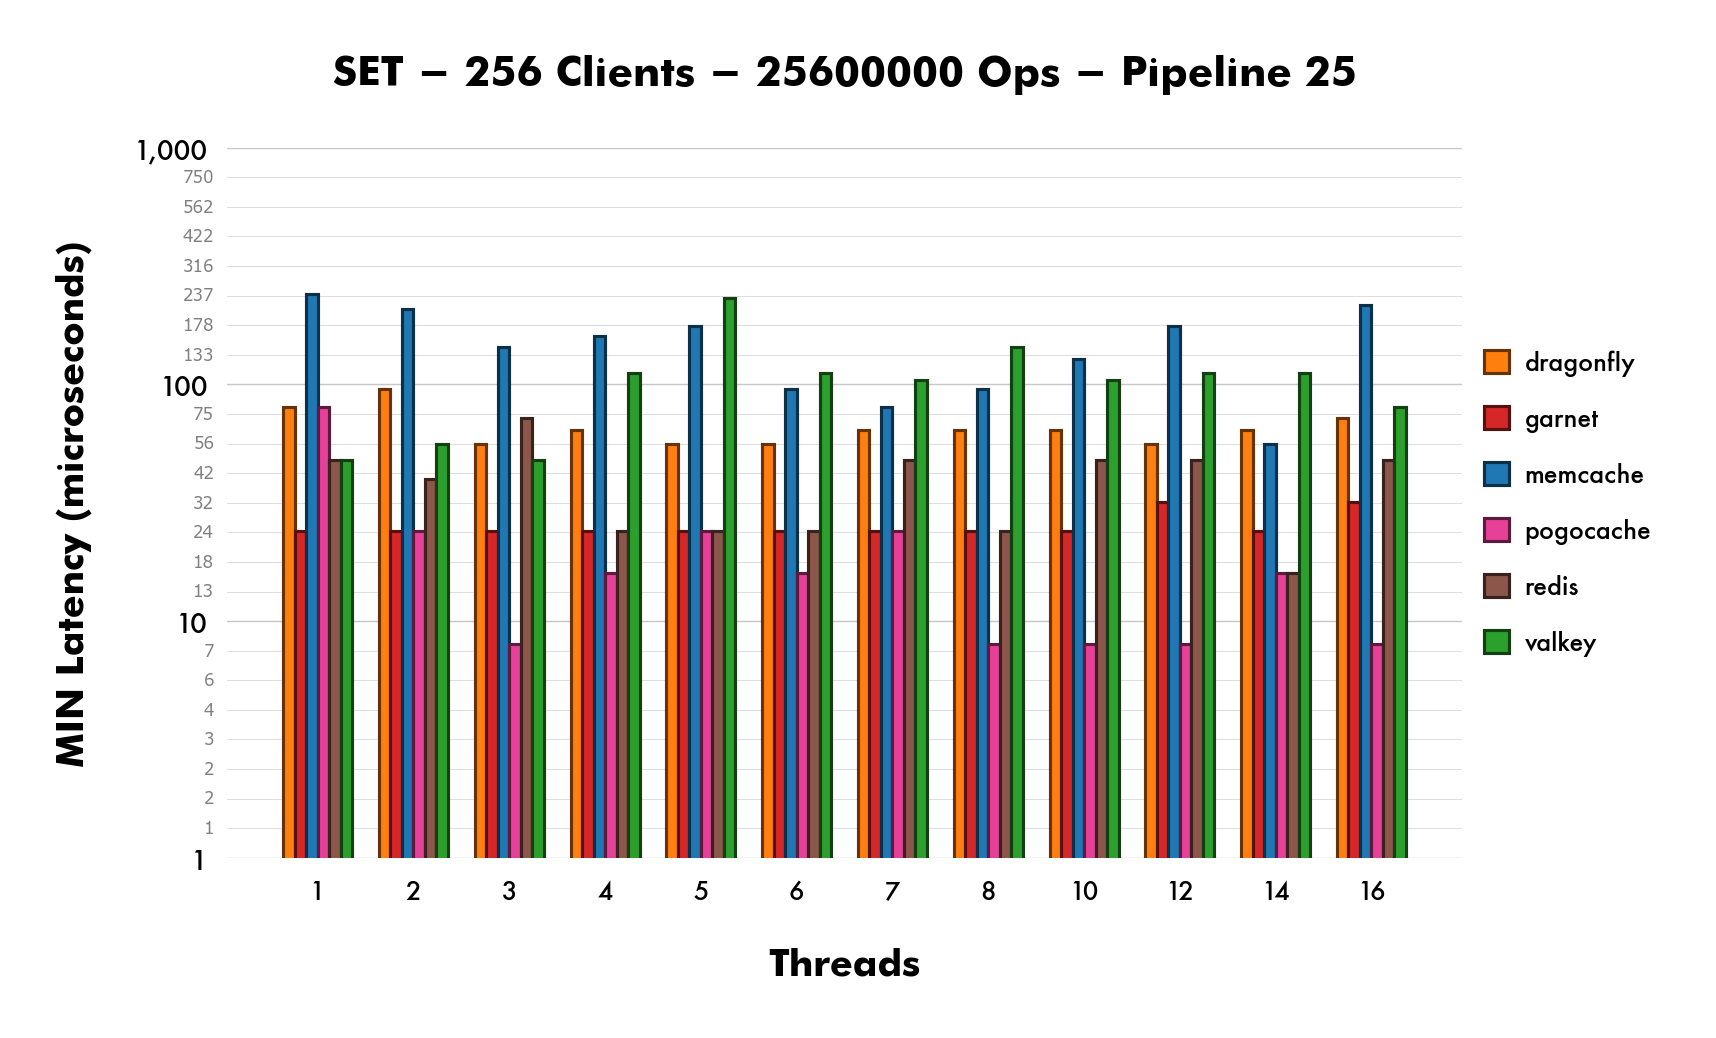 SET – 256 Clients – 25600000 Ops – Pipeline 25
MIN Latency (microseconds)
1,000
750
562
422
316
237
178
133
100
75
56
42
32
24
18
13
10
7
6
4
3
2
2
1
1
1 2 3 4 5 6 7 8 10 12 14 16
Threads
dragonfly
garnet
memcache
pogocache
redis
valkey